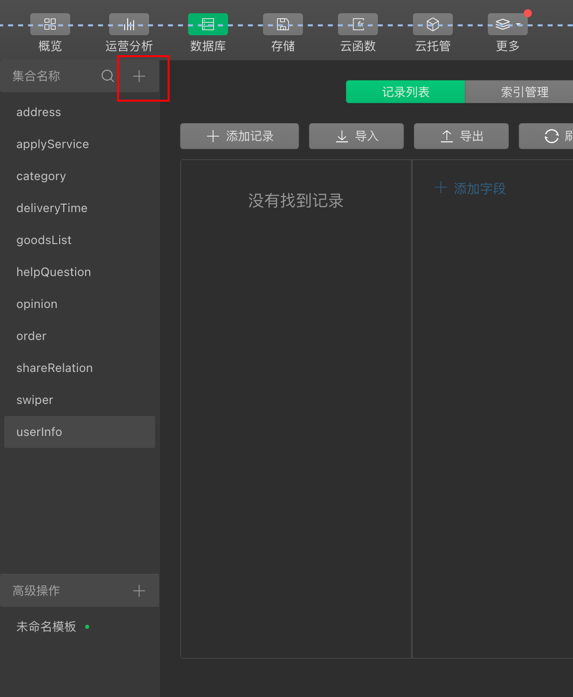 概览 运营分析 数据库 存储 云函数 云托管 更多
集合名称
记录列表 索引管理
添加记录 导入 导出
没有找到记录
添加字段
address
applyService
category
deliveryTime
goodsList
helpQuestion
opinion
order
shareRelation
swiper
userInfo
高级操作
未命名模板